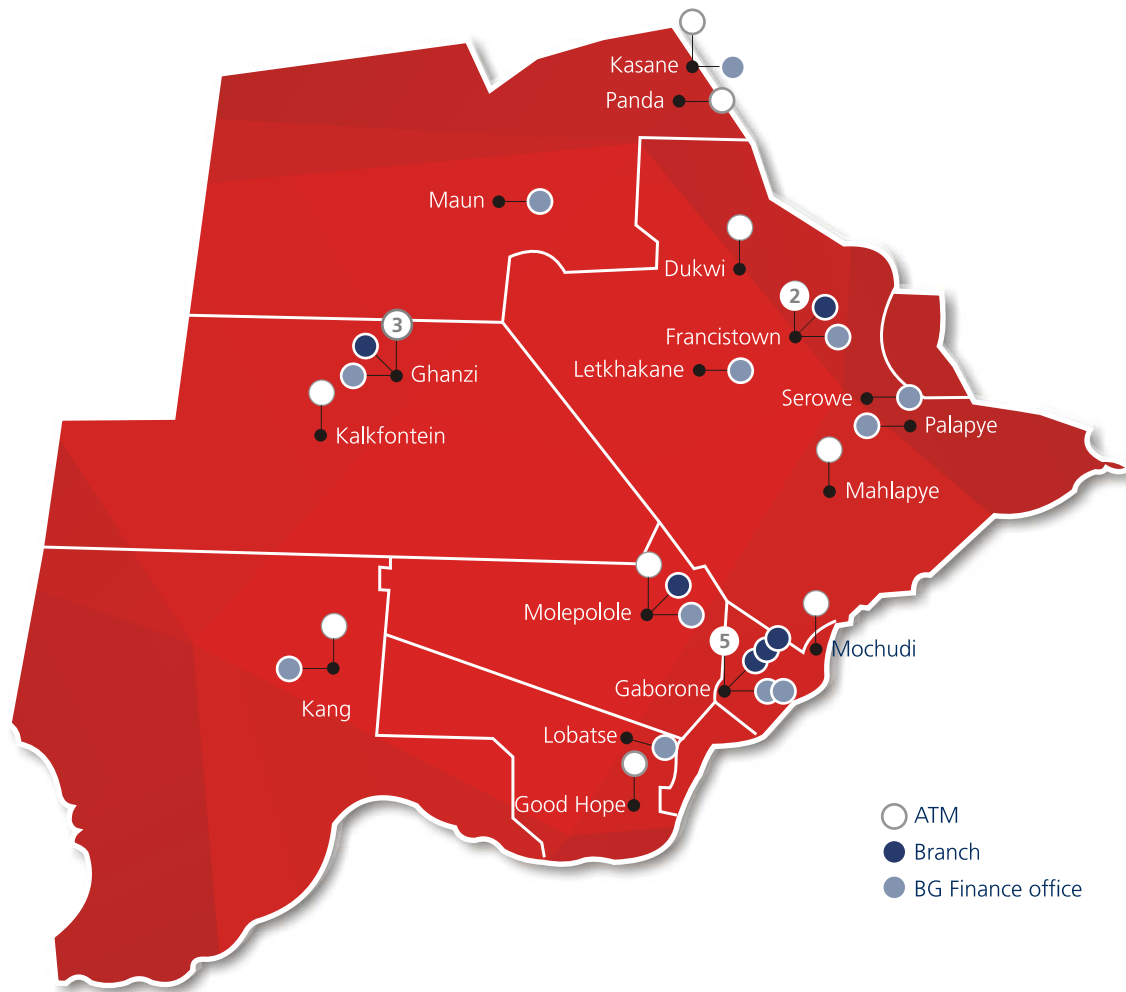 Kasane
Panda
Maun
Dukwi
2
Francistown
3
Ghanzi
Letkhakane
Serowe
Palapye
Kalkfontein
Mahlapye
Molepolole
5
Mochudi
Gaborone
Kang
Lobatse
Good Hope
ATM
Branch
BG Finance office